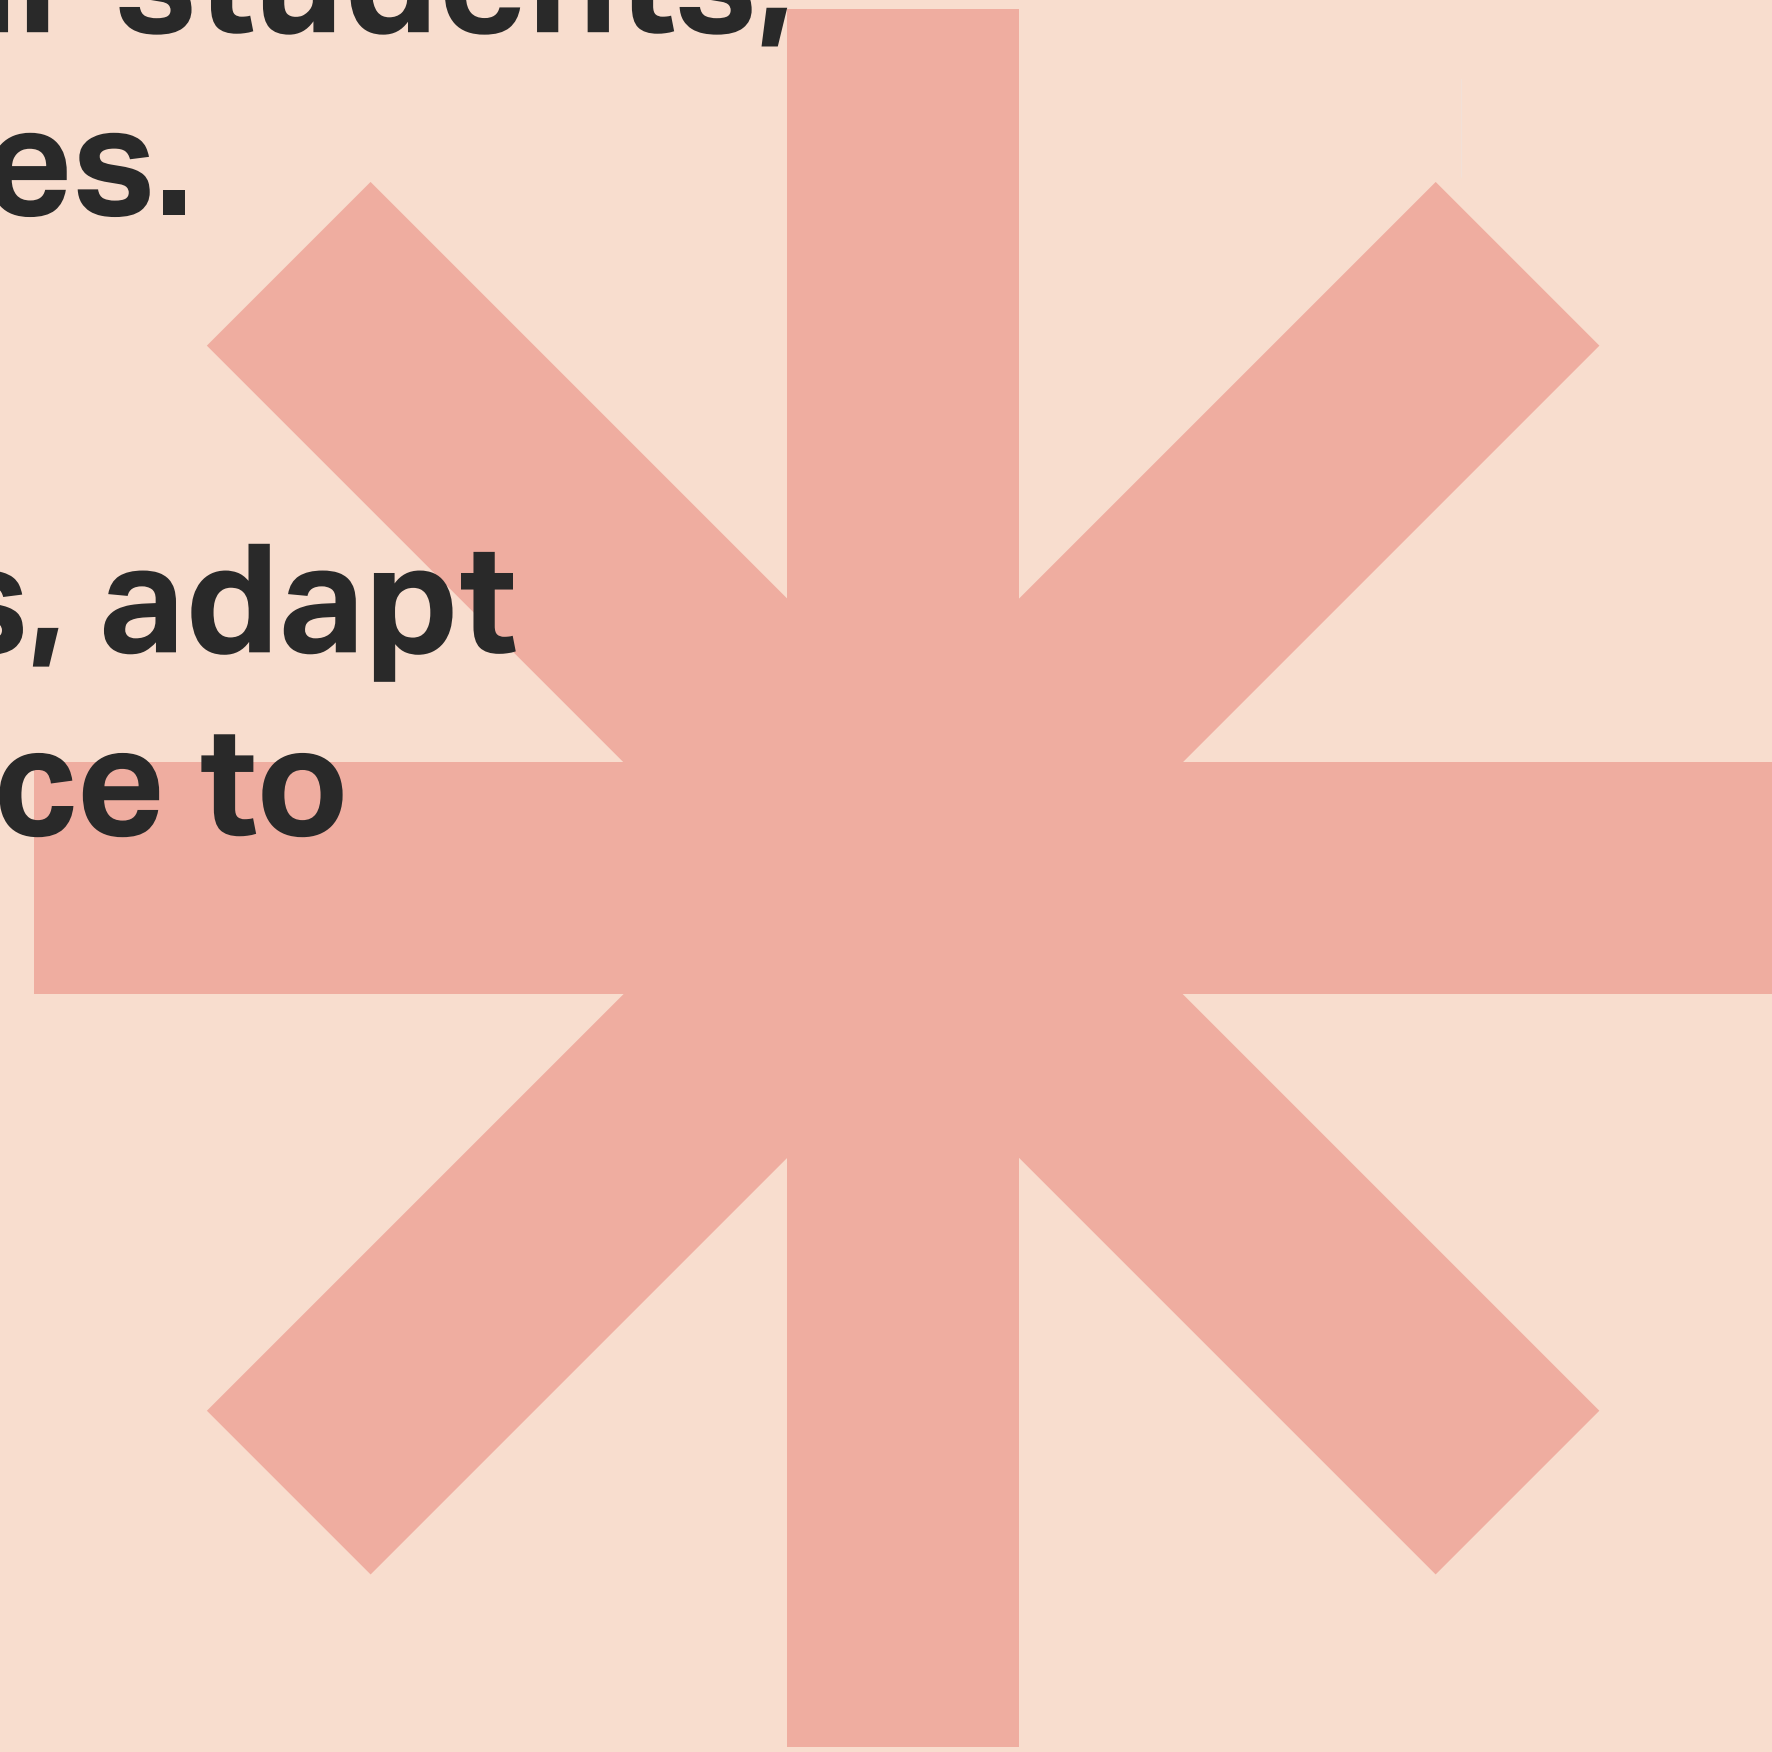 students,
es.
s, adapt
ce to